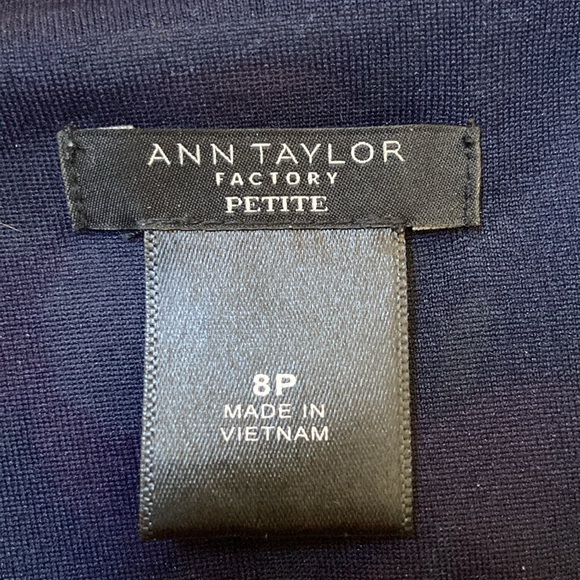 ANN TAYLOR
FACTORY
PETITE
8P
MADE IN
VIETNAM